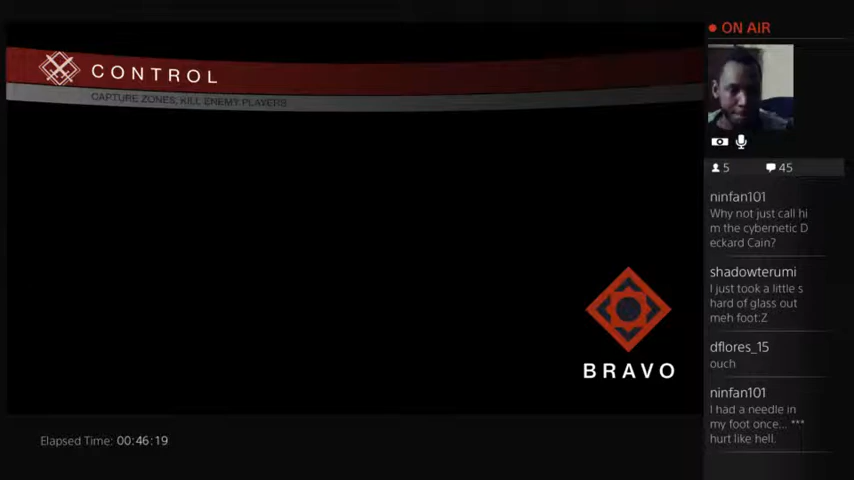 ON AIR
CONTROL
CAPTURE ZONES, KILL ENEMY PLAYERS
5 45
ninfan101
Why not just call hi
m the cybernetic D
eckard Cain?
shadowterumi
I just took a little s
hard of glass out
meh foot:Z
dflores_15
ouch
ninfan101
I had a needle in
my foot once... ***
hurt like hell.
BRAVO
Elapsed Time: 00:46:19